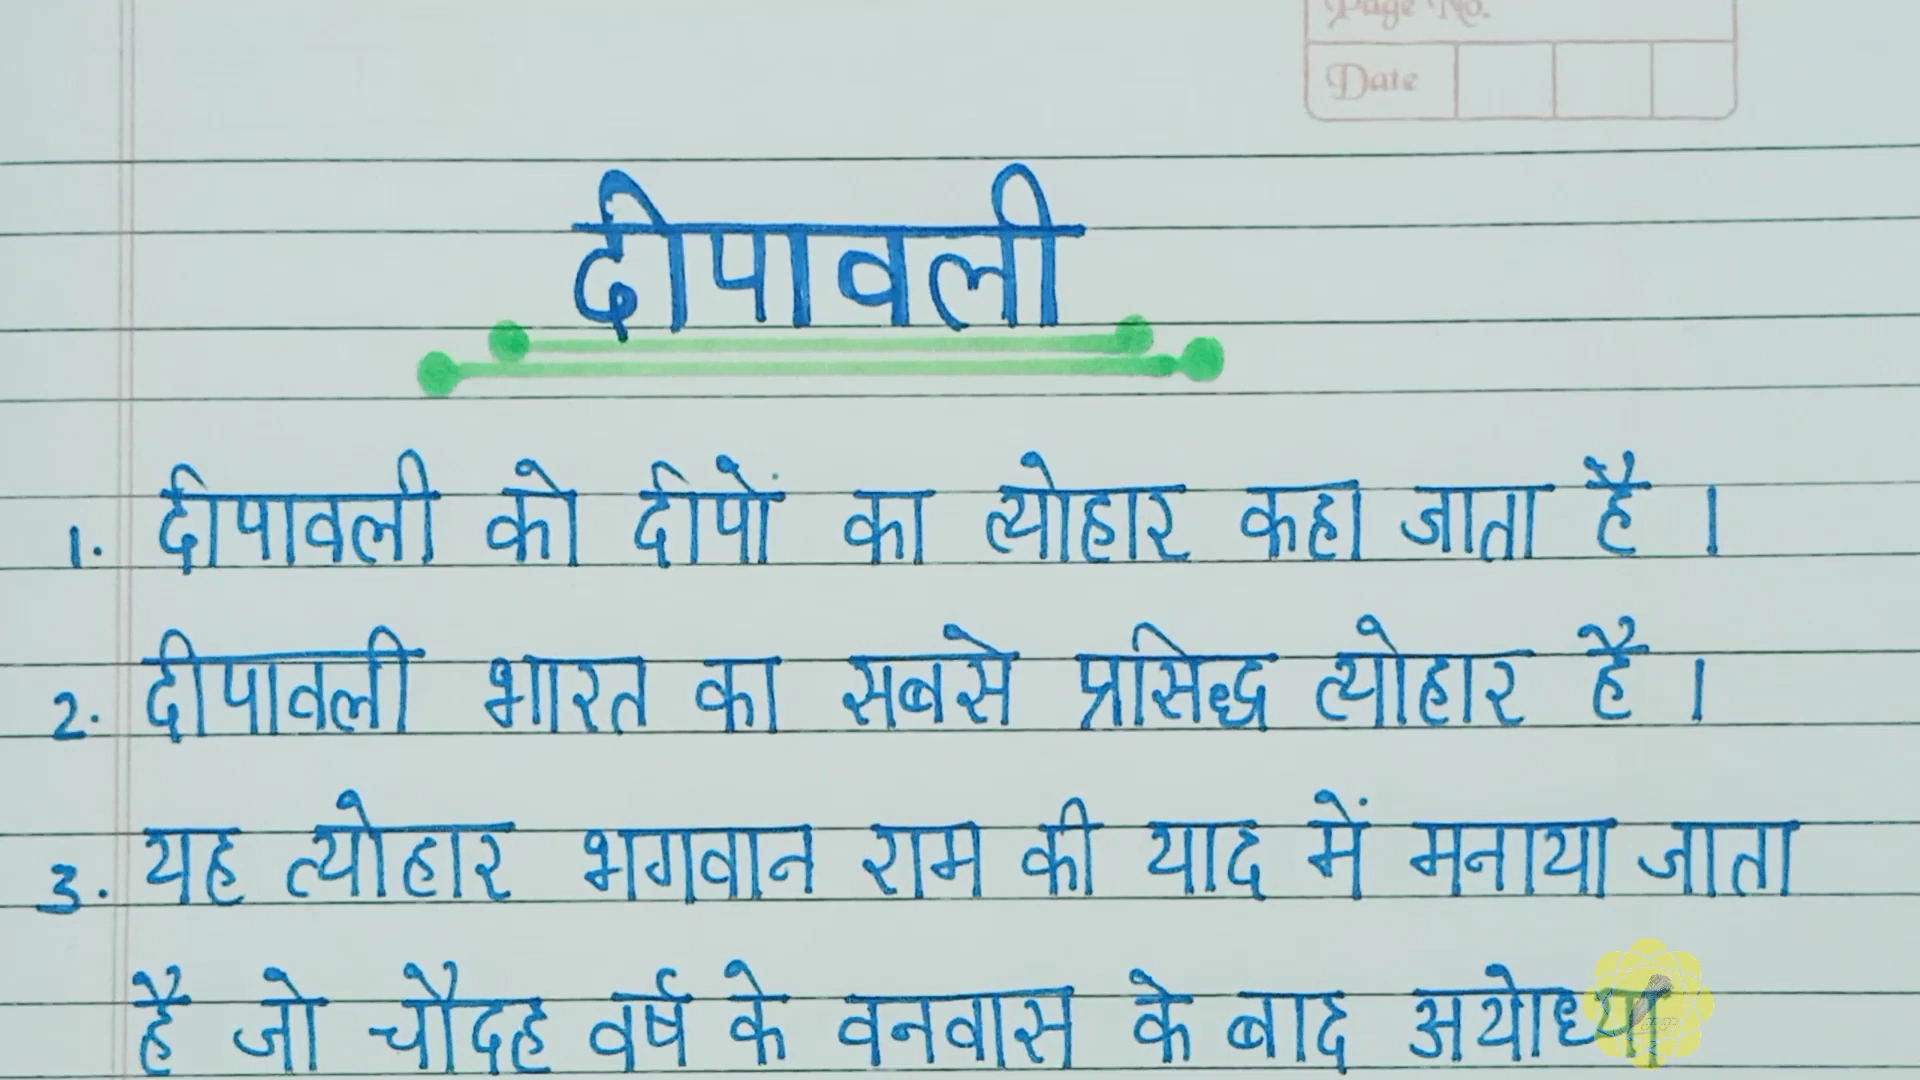 Page No.
Date
दीपावली
1. दीपावली को दीपों का त्योहार कहा जाता है ।
2. दीपावली भारत का सबसे प्रसिद्ध त्योहार है ।
3. यह त्योहार भगवान राम की याद में मनाया जाता
है जो चौदह वर्ष के वनवास के बाद अयोध्या